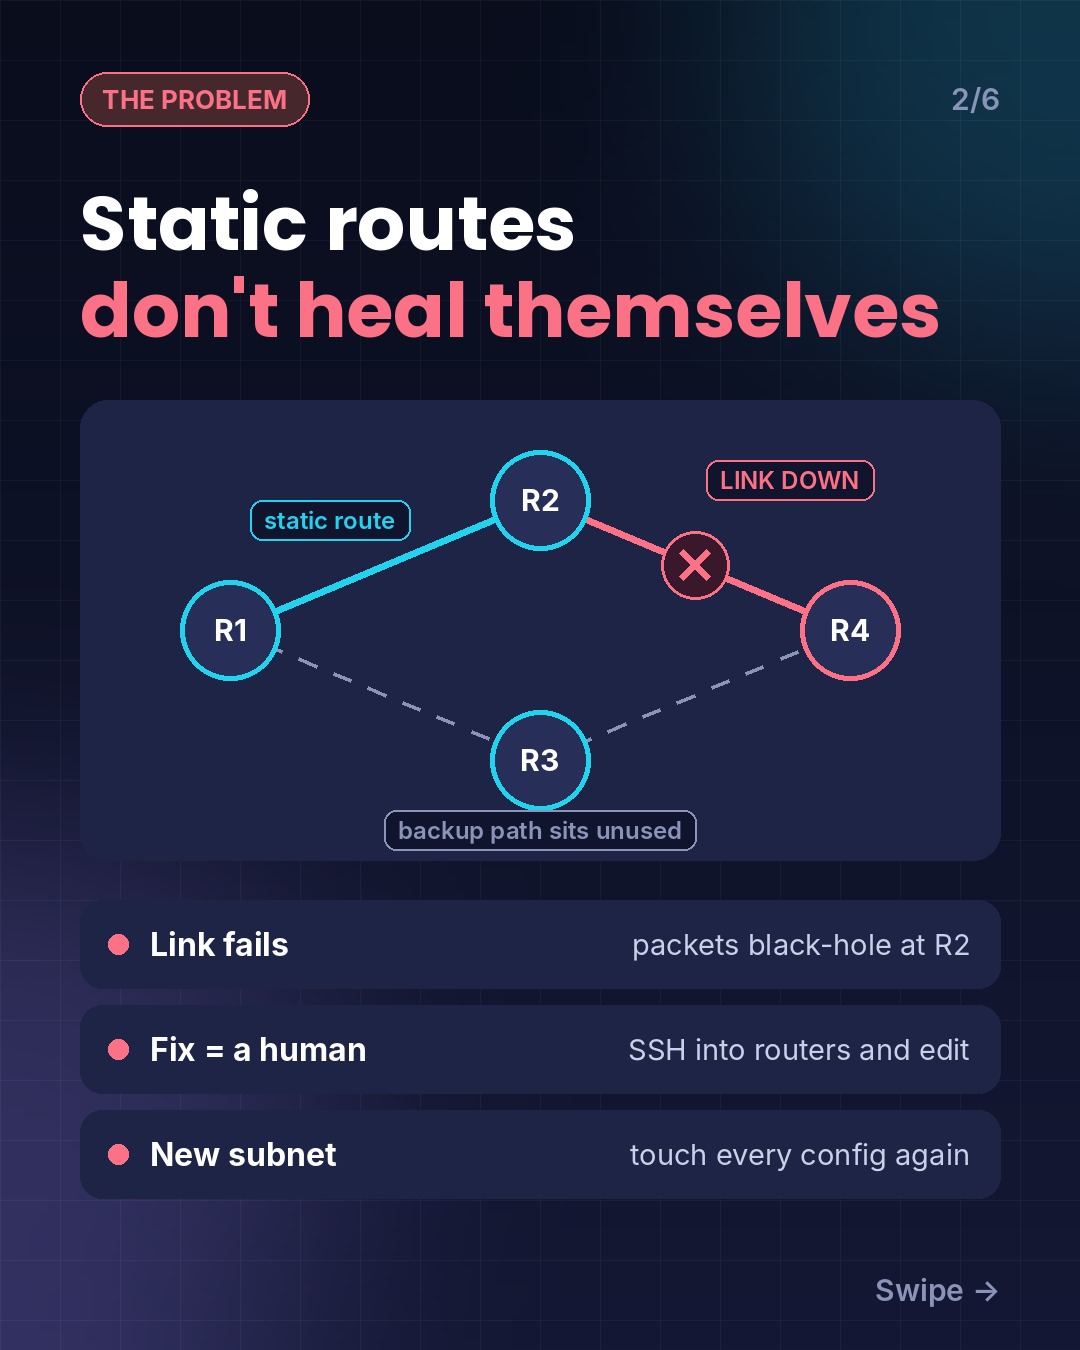 THE PROBLEM
2/6
Static routes
don't heal themselves
R2
LINK DOWN
static route
R1
R4
R3
backup path sits unused
Link fails
packets black-hole at R2
Fix = a human
SSH into routers and edit
New subnet
touch every config again
Swipe →